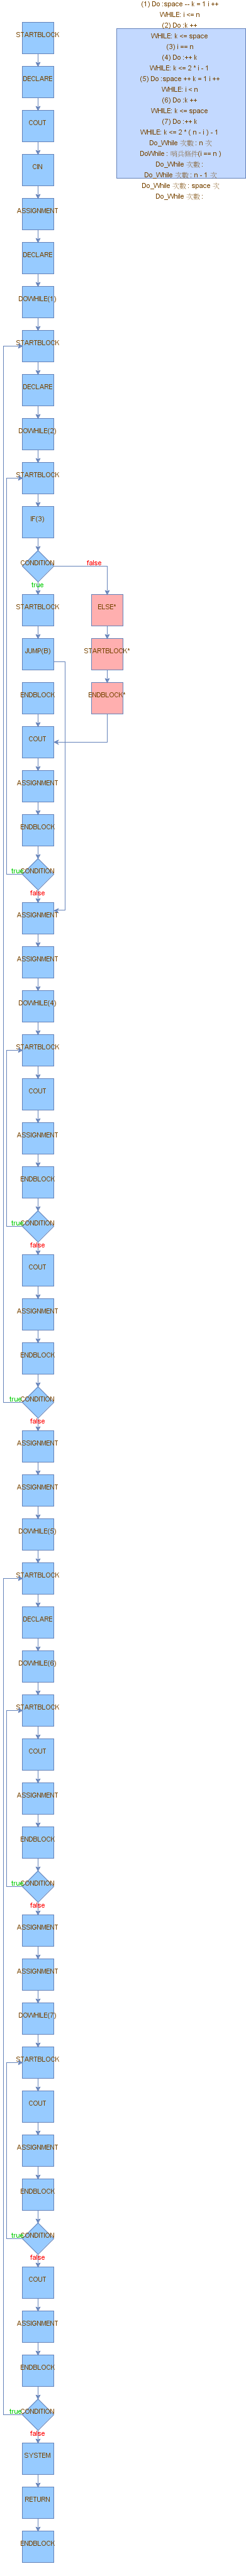 (1) Do :space -- k = 1 i ++
WHILE: i <= n
(2) Do :k ++
WHILE: k <= space
(3) i == n
(4) Do :++ k
WHILE: k <= 2 * i - 1
(5) Do :space ++ k = 1 i ++
WHILE: i < n
(6) Do :k ++
WHILE: k <= space
(7) Do :++ k
WHILE: k <= 2 * ( n - i ) - 1
Do_While 次數 : n 次
DoWhile : 哨兵條件(i == n )
Do_While 次數 :
Do_While 次數 : n - 1 次
Do_While 次數 : space 次
Do_While 次數 :
STARTBLOCK
DECLARE
COUT
CIN
ASSIGNMENT
DECLARE
DOWHILE(1)
STARTBLOCK
DECLARE
DOWHILE(2)
STARTBLOCK
IF(3)
CONDITION
false
true
STARTBLOCK
ELSE*
JUMP(B)
STARTBLOCK*
ENDBLOCK
ENDBLOCK*
COUT
ASSIGNMENT
ENDBLOCK
true
CONDITION
false
ASSIGNMENT
ASSIGNMENT
DOWHILE(4)
STARTBLOCK
COUT
ASSIGNMENT
ENDBLOCK
true
CONDITION
false
COUT
ASSIGNMENT
ENDBLOCK
true
CONDITION
false
ASSIGNMENT
ASSIGNMENT
DOWHILE(5)
STARTBLOCK
DECLARE
DOWHILE(6)
STARTBLOCK
COUT
ASSIGNMENT
ENDBLOCK
true
CONDITION
false
ASSIGNMENT
ASSIGNMENT
DOWHILE(7)
STARTBLOCK
COUT
ASSIGNMENT
ENDBLOCK
true
CONDITION
false
COUT
ASSIGNMENT
ENDBLOCK
true
CONDITION
false
SYSTEM
RETURN
ENDBLOCK